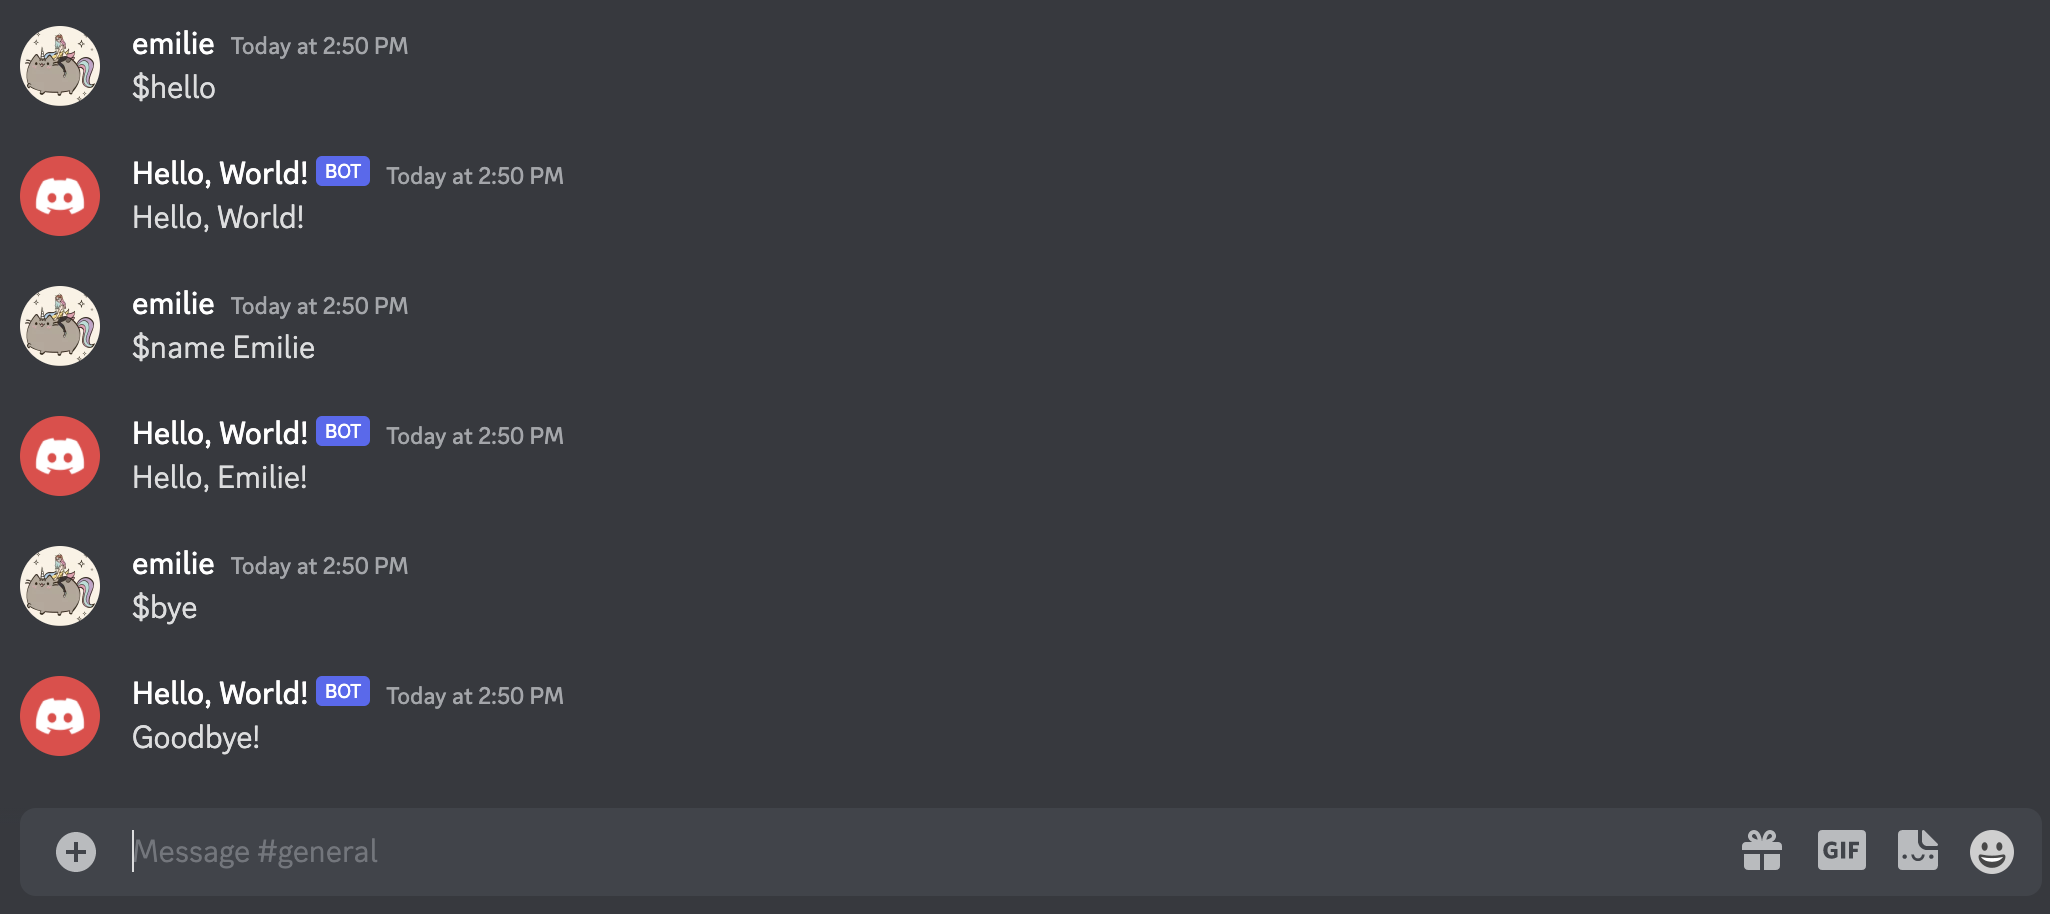 emilie Today at 2:50 PM
$hello
Hello, World! BOT Today at 2:50 PM
Hello, World!
emilie Today at 2:50 PM
$name Emilie
Hello, World! BOT Today at 2:50 PM
Hello, Emilie!
emilie Today at 2:50 PM
$bye
Hello, World! BOT Today at 2:50 PM
Goodbye!
Message #general GIF